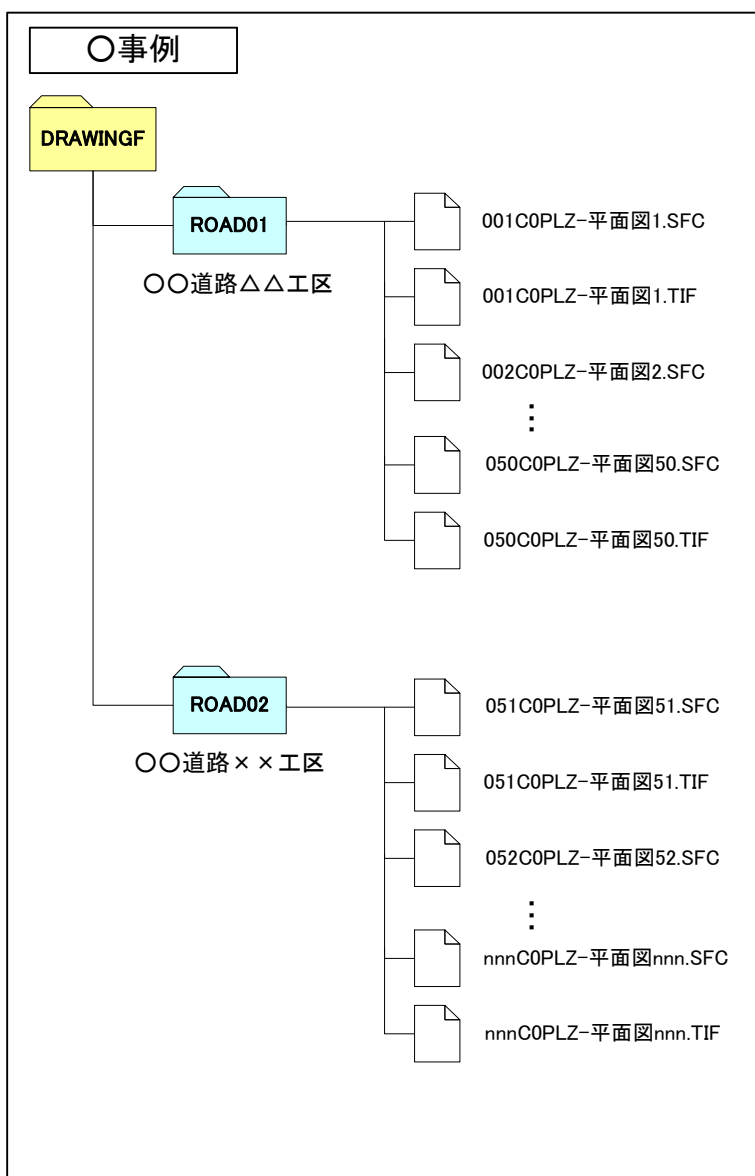 ○事例
DRAWINGF
ROAD01
○○道路△△工区
001C0PLZ-平面図1.SFC
001C0PLZ-平面図1.TIF
002C0PLZ-平面図2.SFC
⋮
050C0PLZ-平面図50.SFC
050C0PLZ-平面図50.TIF
ROAD02
○○道路××工区
051C0PLZ-平面図51.SFC
051C0PLZ-平面図51.TIF
052C0PLZ-平面図52.SFC
⋮
nnnC0PLZ-平面図nnn.SFC
nnnC0PLZ-平面図nnn.TIF